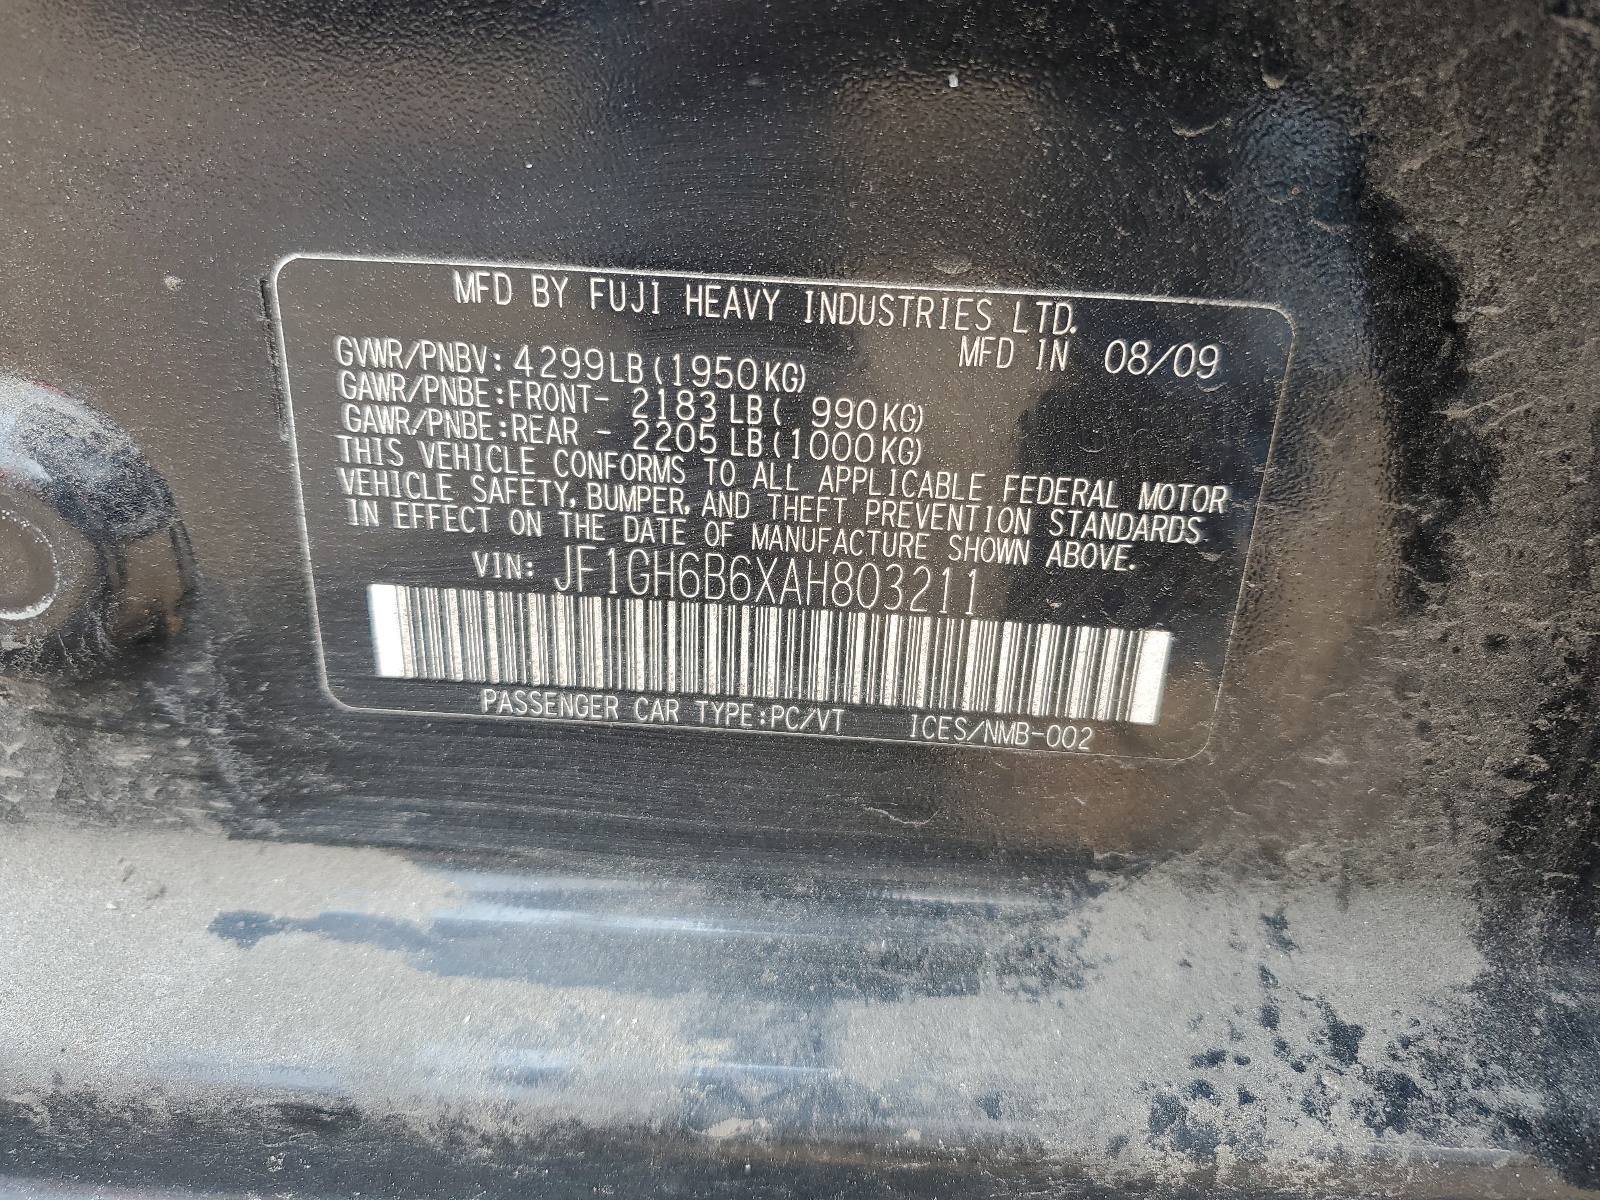 MFD BY FUJI HEAVY INDUSTRIES LTD.
MFD IN 08/09
GVWR/PNBV: 4299LB (1950KG)
GAWR/PNBE:FRONT- 2183LB ( 990KG)
GAWR/PNBE:REAR - 2205LB (1000KG)
THIS VEHICLE CONFORMS TO ALL APPLICABLE FEDERAL MOTOR
VEHICLE SAFETY, BUMPER, AND THEFT PREVENTION STANDARDS
IN EFFECT ON THE DATE OF MANUFACTURE SHOWN ABOVE.
VIN: JF1GH6B6XAH803211
PASSENGER CAR TYPE:PC/VT ICES/NMB-002